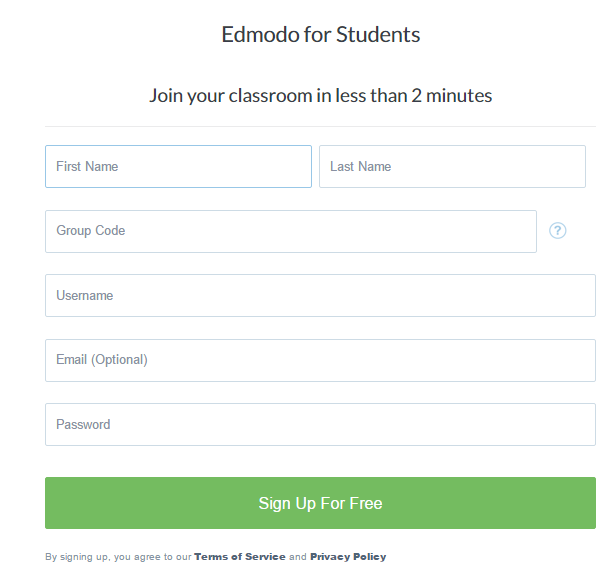 Edmodo for Students
Join your classroom in less than 2 minutes
First Name Last Name
Group Code ?
Username
Email (Optional)
Password
Sign Up For Free
By signing up, you agree to our Terms of Service and Privacy Policy